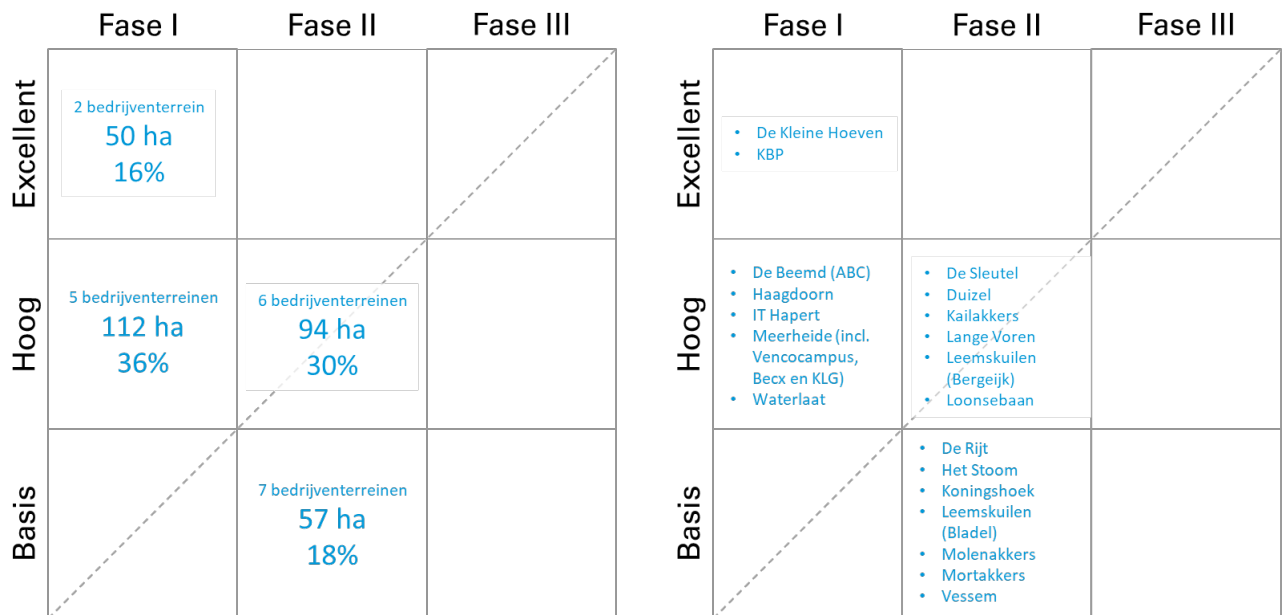 Fase I Fase II Fase III
Excellent
2 bedrijventerrein
50 ha
16%
Hoog
5 bedrijventerreinen
112 ha
36%
6 bedrijventerreinen
94 ha
30%
Basis
7 bedrijventerreinen
57 ha
18%
Fase I Fase II Fase III
Excellent
• De Kleine Hoeven
• KBP
Hoog
• De Beemd (ABC)
• Haagdoorn
• IT Hapert
• Meerheide (incl.
Vencocampus,
Becx en KLG)
• Waterlaat
• De Sleutel
• Duizel
• Kailakkers
• Lange Voren
• Leemskuilen
(Bergeijk)
• Loonsebaan
Basis
• De Rijt
• Het Stoom
• Koningshoek
• Leemskuilen
(Bladel)
• Molenakkers
• Mortakkers
• Vessem